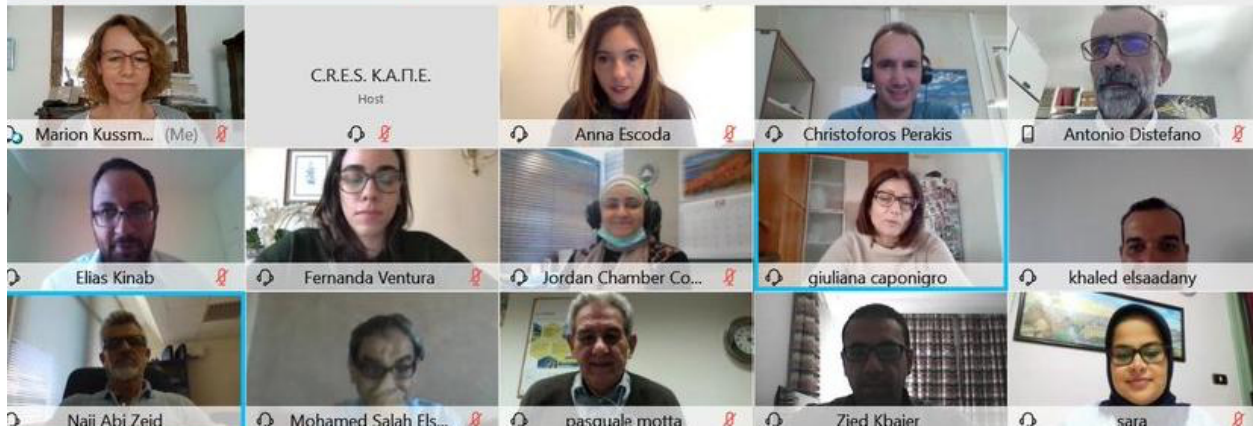 Marion Kussm... (Me)
C.R.E.S. Κ.Α.Π.Ε.
Host
Anna Escoda
Christoforos Perakis
Antonio Distefano
Elias Kinab
Fernanda Ventura
Jordan Chamber Co...
giuliana caponigro
khaled elsaadany
Naji Abi Zeid
Mohamed Salah Els...
pasquale motta
Zied Kbaier
sara